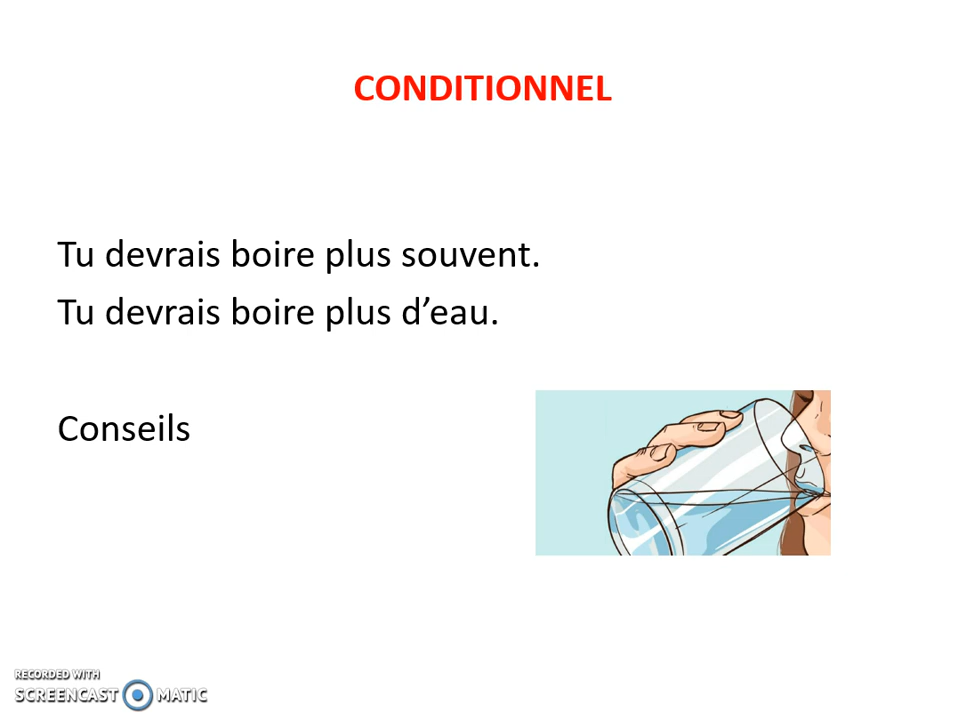 CONDITIONNEL
Tu devrais boire plus souvent.
Tu devrais boire plus d’eau.
Conseils
RECORDED WITH
SCREENCAST MATIC